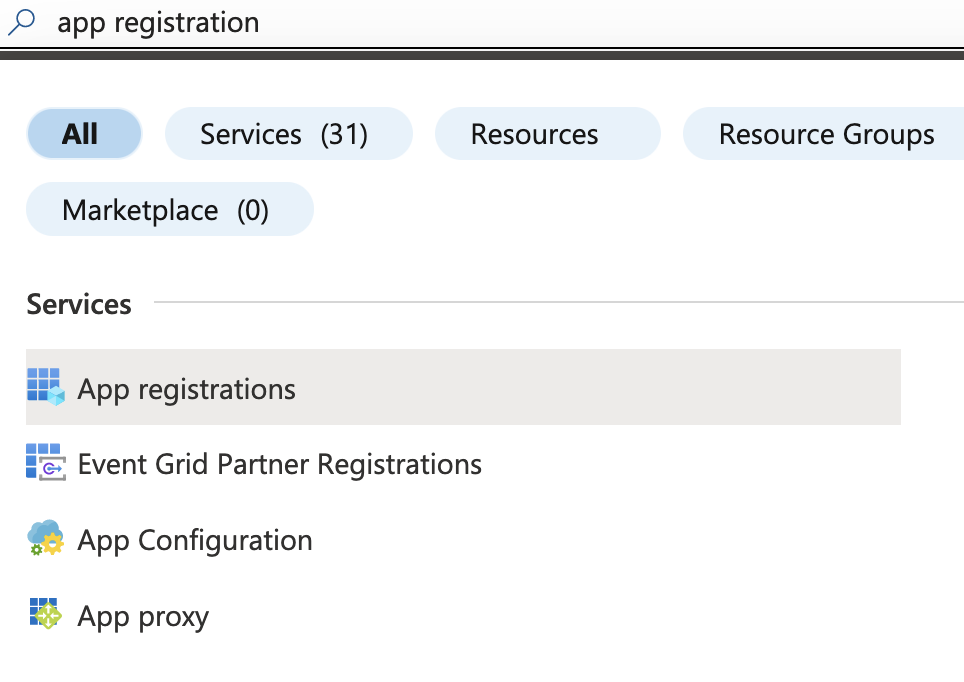 app registration
All Services (31) Resources Resource Groups
Marketplace (0)
Services
App registrations
Event Grid Partner Registrations
App Configuration
App proxy